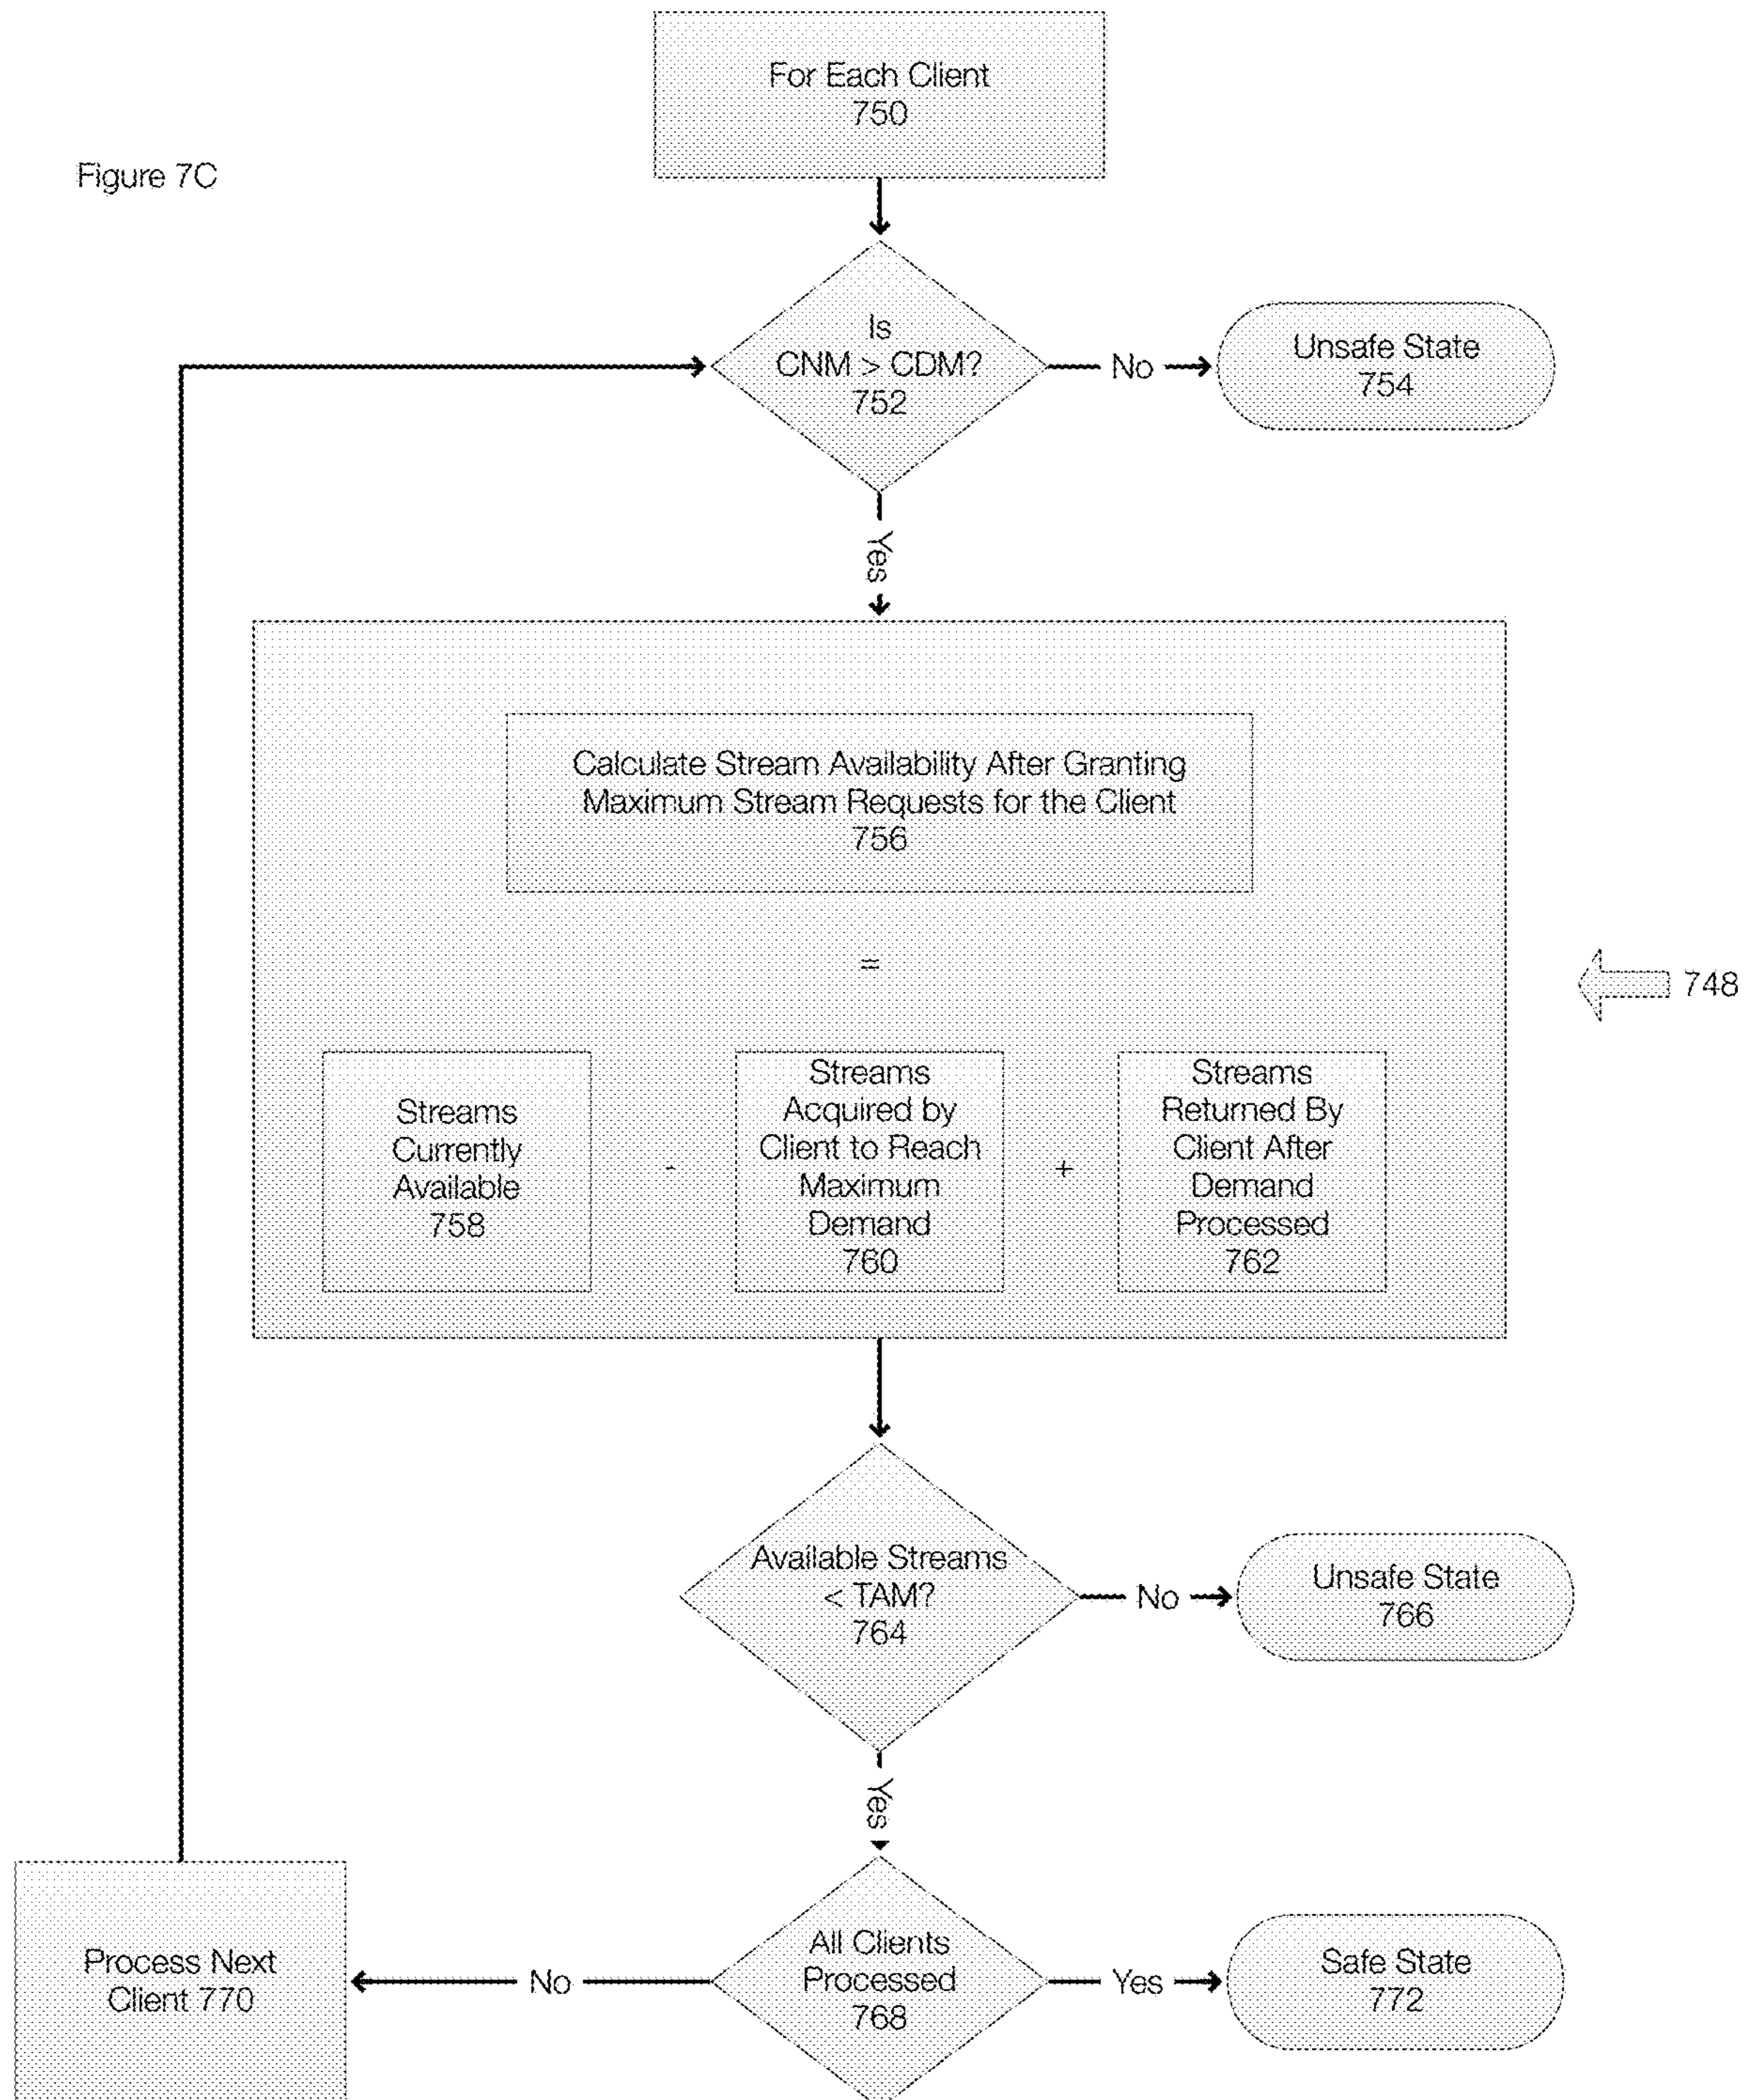 For Each Client
750
Figure 7C
Is
CNM > CDM?
752
No
Unsafe State
754
Yes
Calculate Stream Availability After Granting
Maximum Stream Requests for the Client
756
=
748
Streams
Currently
Available
758
-
Streams
Acquired by
Client to Reach
Maximum
Demand
760
+
Streams
Returned By
Client After
Demand
Processed
762
Available Streams
< TAM?
764
No
Unsafe State
766
Yes
All Clients
Processed
768
No
Process Next
Client 770
Yes
Safe State
772